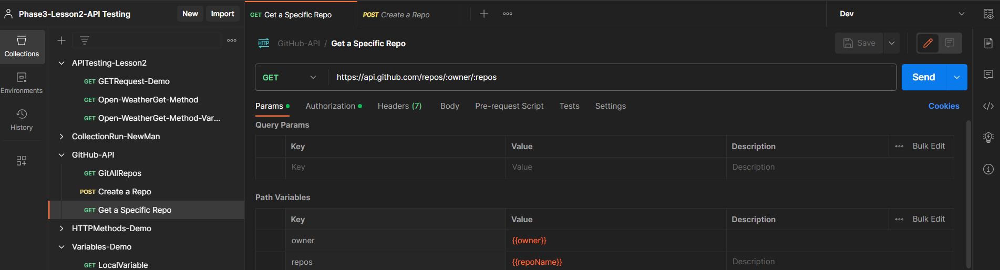 Phase3-Lesson2-API Testing
New
Import
GET Get a Specific Repo
POST Create a Repo
Dev
Collections
Environments
History
APITesting-Lesson2
GET GETRequest-Demo
GET Open-WeatherGet-Method
GET Open-WeatherGet-Method-Var...
CollectionRun-NewMan
GitHub-API
GET GitAllRepos
POST Create a Repo
GET Get a Specific Repo
HTTPMethods-Demo
Variables-Demo
GET LocalVariable
HTTP GitHub-API / Get a Specific Repo
Save
GET https://api.github.com/repos/:owner/:repos
Send
Params Authorization Headers (7) Body Pre-request Script Tests Settings Cookies
Query Params
Key Value Description Bulk Edit
Key Value Description
Path Variables
Key Value Description Bulk Edit
owner {{owner}}
repos {{repoName}} Description